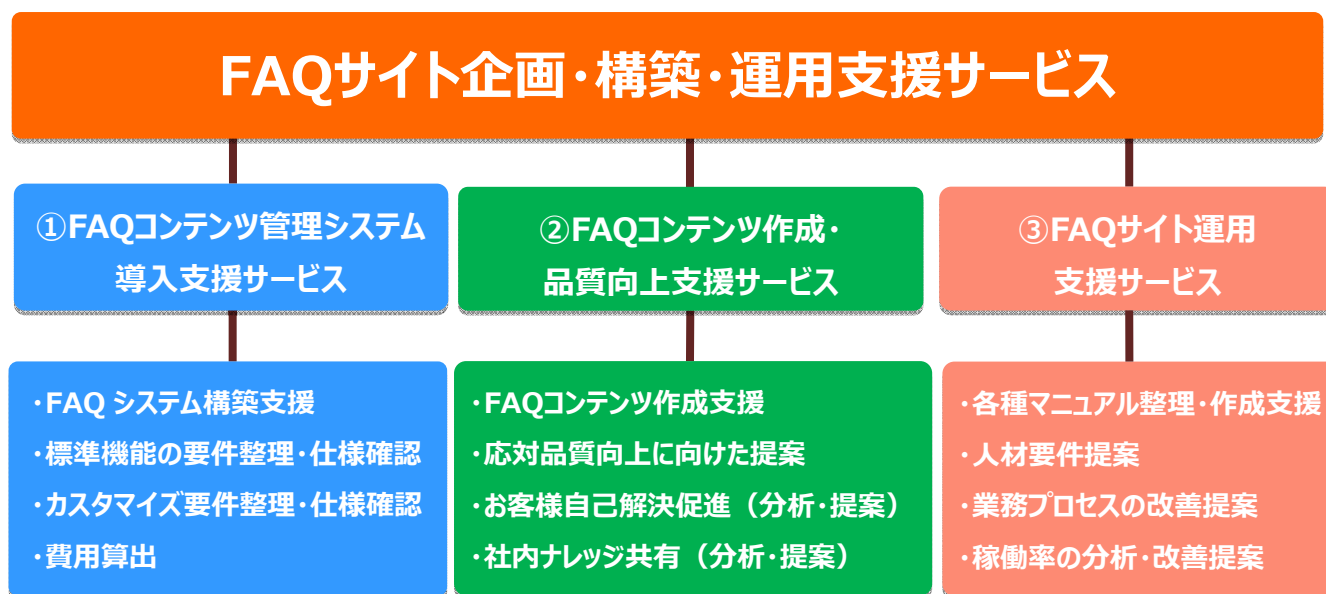 FAQサイト企画・構築・運用支援サービス
①FAQコンテンツ管理システム
導入支援サービス
②FAQコンテンツ作成・
品質向上支援サービス
③FAQサイト運用
支援サービス
・FAQ システム構築支援
・標準機能の要件整理・仕様確認
・カスタマイズ要件整理・仕様確認
・費用算出
・FAQコンテンツ作成支援
・応対品質向上に向けた提案
・お客様自己解決促進（分析・提案）
・社内ナレッジ共有（分析・提案）
・各種マニュアル整理・作成支援
・人材要件提案
・業務プロセスの改善提案
・稼働率の分析・改善提案